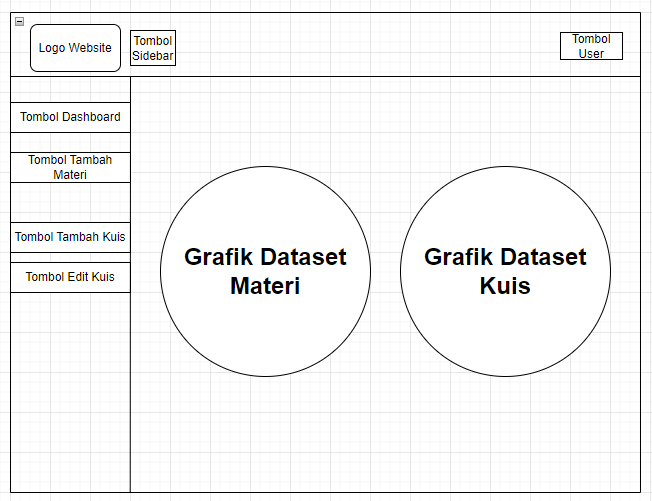 Logo Website
Tombol
Sidebar
Tombol
User
Tombol Dashboard
Tombol Tambah
Materi
Tombol Tambah Kuis
Tombol Edit Kuis
Grafik Dataset
Materi
Grafik Dataset
Kuis